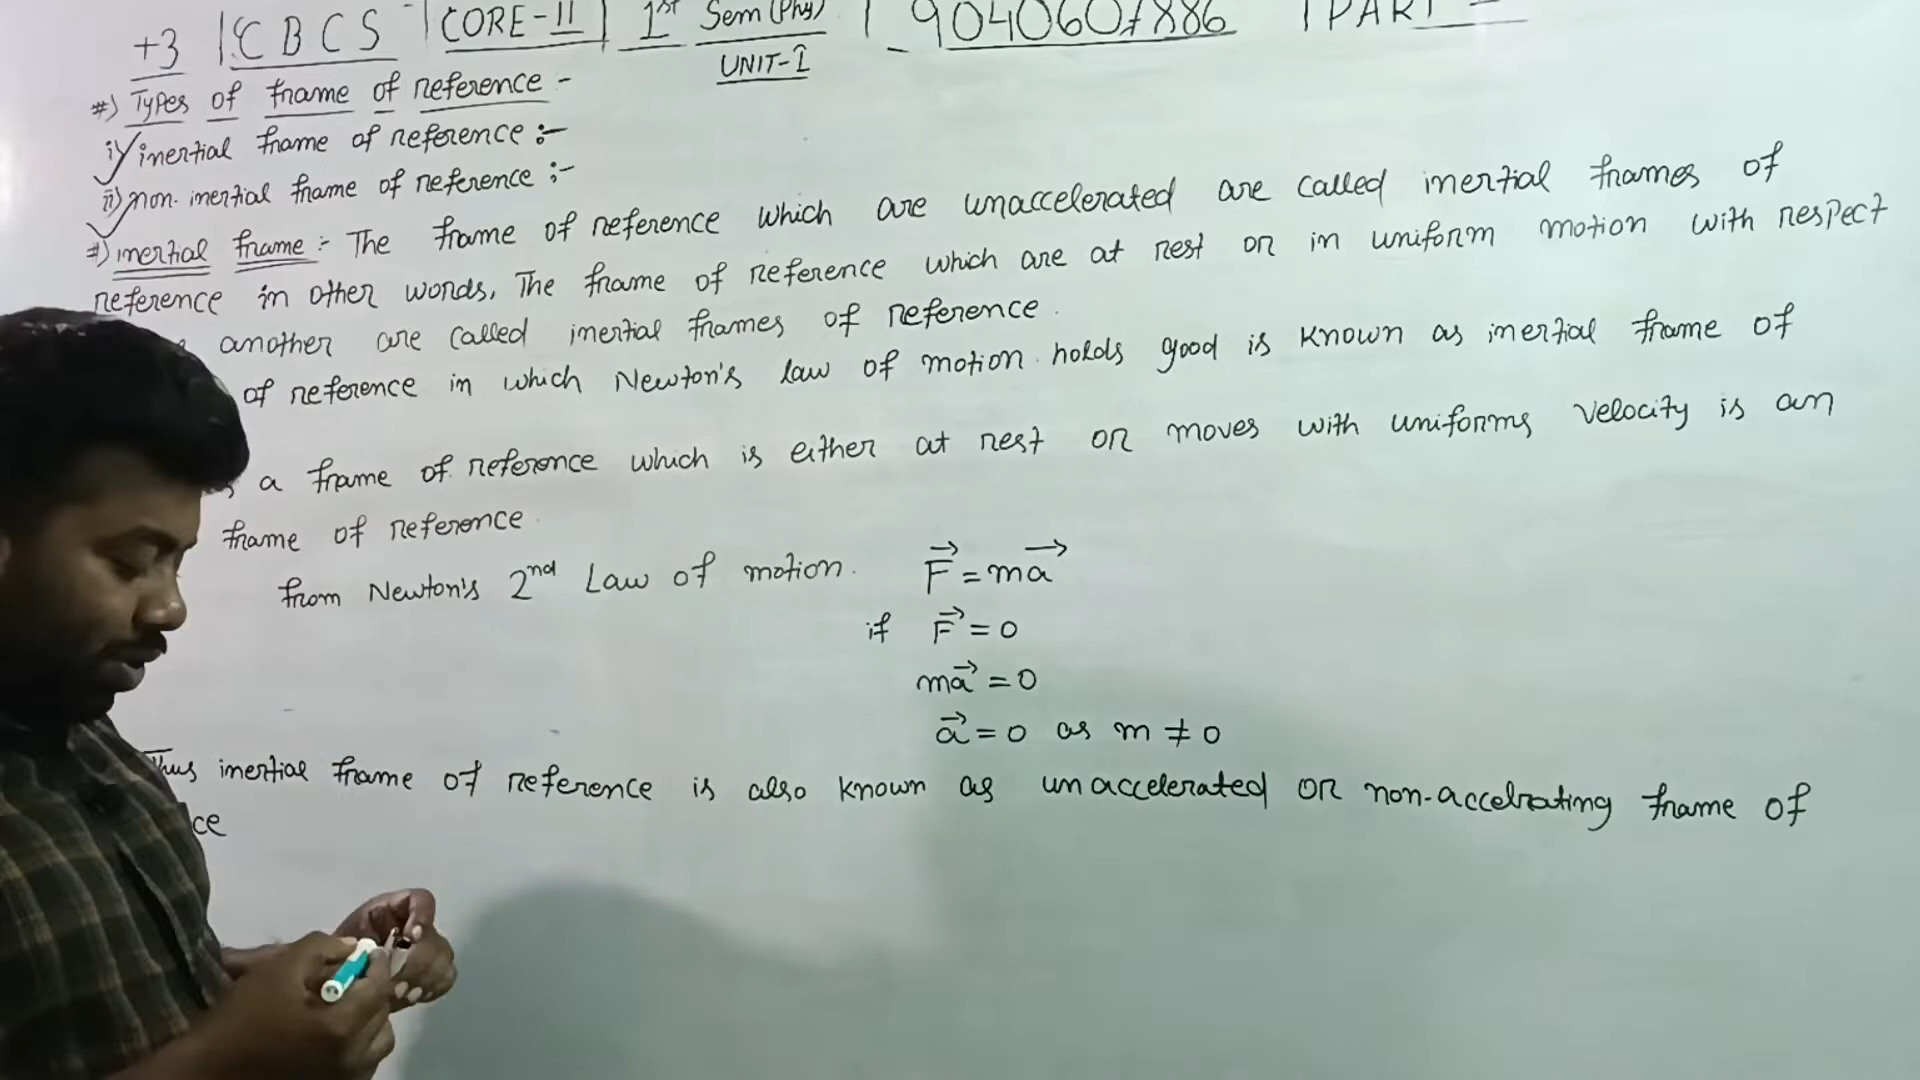 +3 | CBCS | CORE-II | 1st Sem (Phy) | 9040607886 | PART
UNIT-I
#) Types of frame of reference :-
i) inertial frame of reference :-
ii) non-inertial frame of reference :-
#) inertial frame :- The frame of reference which are unaccelerated are called inertial frames of
reference in other words, The frame of reference which are at rest or in uniform motion with respect
another are called inertial frames of reference.
of reference in which Newton's law of motion holds good is known as inertial frame of
a frame of reference which is either at rest or moves with uniforms velocity is an
frame of reference
from Newton's 2nd Law of motion. F⃗ = ma⃗
if F⃗ = 0
ma⃗ = 0
a⃗ = 0 as m ≠ 0
Thus inertial frame of reference is also known as unaccelerated or non-accelrating frame of
ce